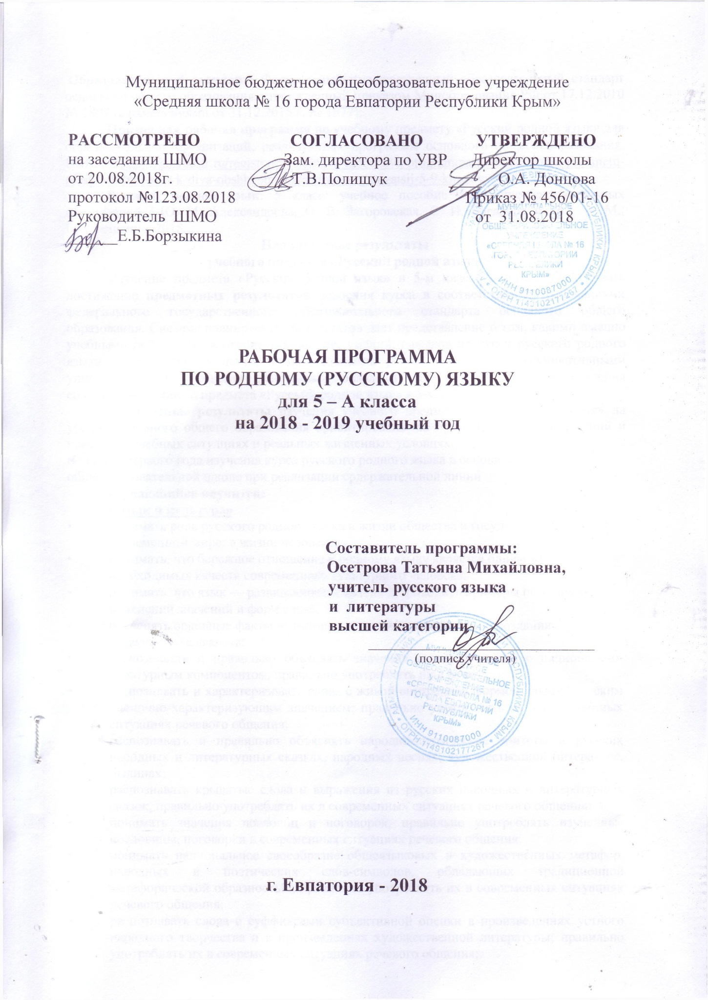 Муниципальное бюджетное общеобразовательное учреждение
«Средняя школа № 16 города Евпатории Республики Крым»
РАССМОТРЕНО СОГЛАСОВАНО УТВЕРЖДЕНО
на заседании ШМО Зам. директора по УВР Директор школы
от 20.08.2018г. Т.В.Полищук О.А. Донцова
протокол №123.08.2018 Приказ № 456/01-16
Руководитель ШМО от 31.08.2018
Е.Б.Борзыкина
МУНИЦИПАЛЬНОЕ
ОБЩЕОБРАЗОВАТЕЛЬНОЕ
УЧРЕЖДЕНИЕ
«СРЕДНЯЯ ШКОЛА № 16
ГОРОДА ЕВПАТОРИИ
РЕСПУБЛИКИ
КРЫМ»
ИНН 9110087000
ОГРН 1149102177267
РАБОЧАЯ ПРОГРАММА
ПО РОДНОМУ (РУССКОМУ) ЯЗЫКУ
для 5 – А класса
на 2018 - 2019 учебный год
Составитель программы:
Осетрова Татьяна Михайловна,
учитель русского языка
и литературы
высшей категории
(подпись учителя)
МУНИЦИПАЛЬНОЕ
ОБЩЕОБРАЗОВАТЕЛЬНОЕ
УЧРЕЖДЕНИЕ
«СРЕДНЯЯ ШКОЛА № 16
ГОРОДА ЕВПАТОРИИ
РЕСПУБЛИКИ
КРЫМ»
ИНН 9110087000
ОГРН 1149102177267
г. Евпатория - 2018